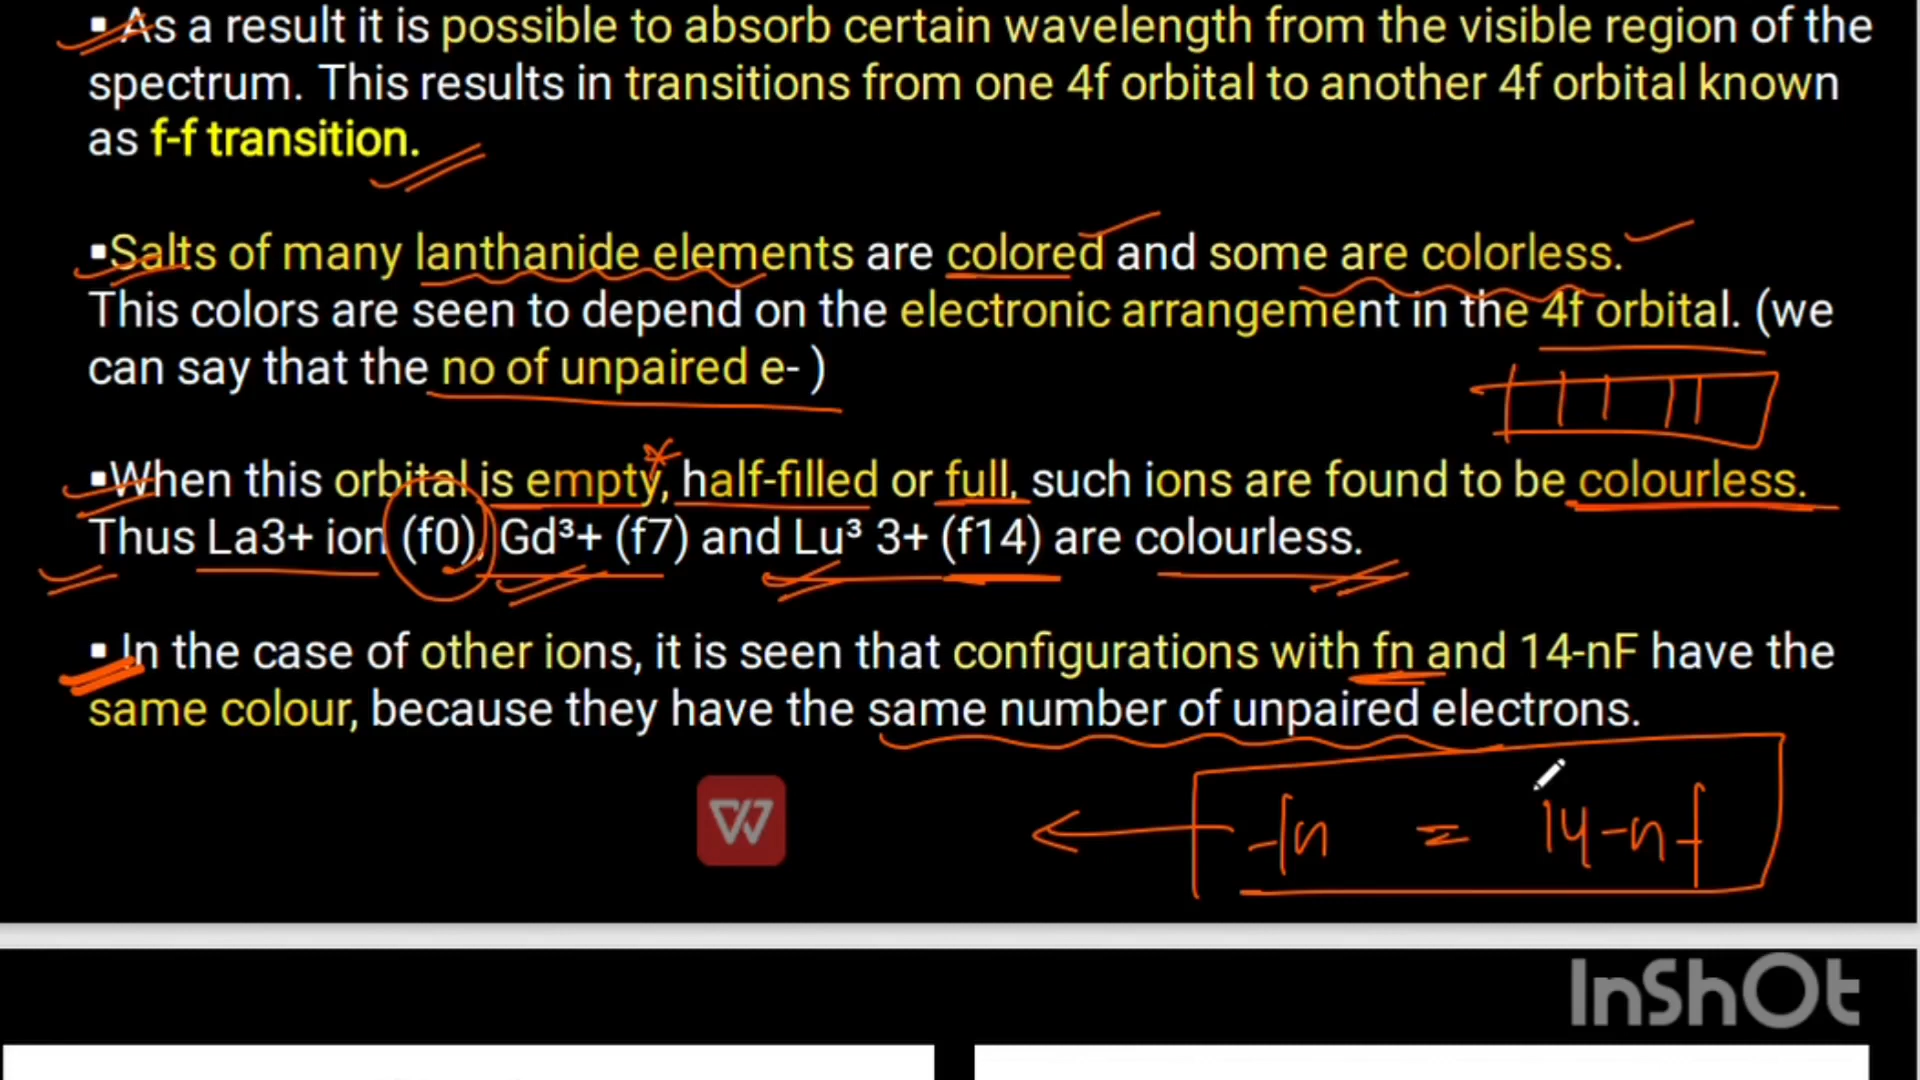 ▪As a result it is possible to absorb certain wavelength from the visible region of the
spectrum. This results in transitions from one 4f orbital to another 4f orbital known
as f-f transition.
▪Salts of many lanthanide elements are colored and some are colorless.
This colors are seen to depend on the electronic arrangement in the 4f orbital. (we
can say that the no of unpaired e- )
▪When this orbital is empty, half-filled or full, such ions are found to be colourless.
Thus La3+ ion (f0), Gd³+ (f7) and Lu³ 3+ (f14) are colourless.
▪ In the case of other ions, it is seen that configurations with fn and 14-nF have the
same colour, because they have the same number of unpaired electrons.
fn = 14-nf
InShOt